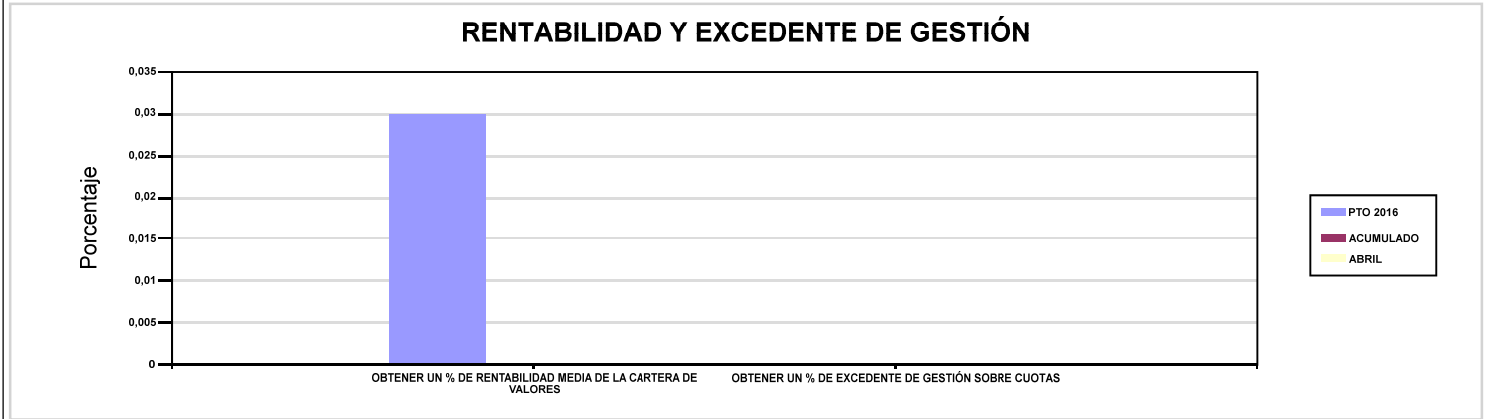 RENTABILIDAD Y EXCEDENTE DE GESTIÓN
0,035
0,03
0,025
0,02
0,015
0,01
0,005
0
Porcentaje
OBTENER UN % DE RENTABILIDAD MEDIA DE LA CARTERA DE
VALORES
OBTENER UN % DE EXCEDENTE DE GESTIÓN SOBRE CUOTAS
PTO 2016
ACUMULADO
ABRIL